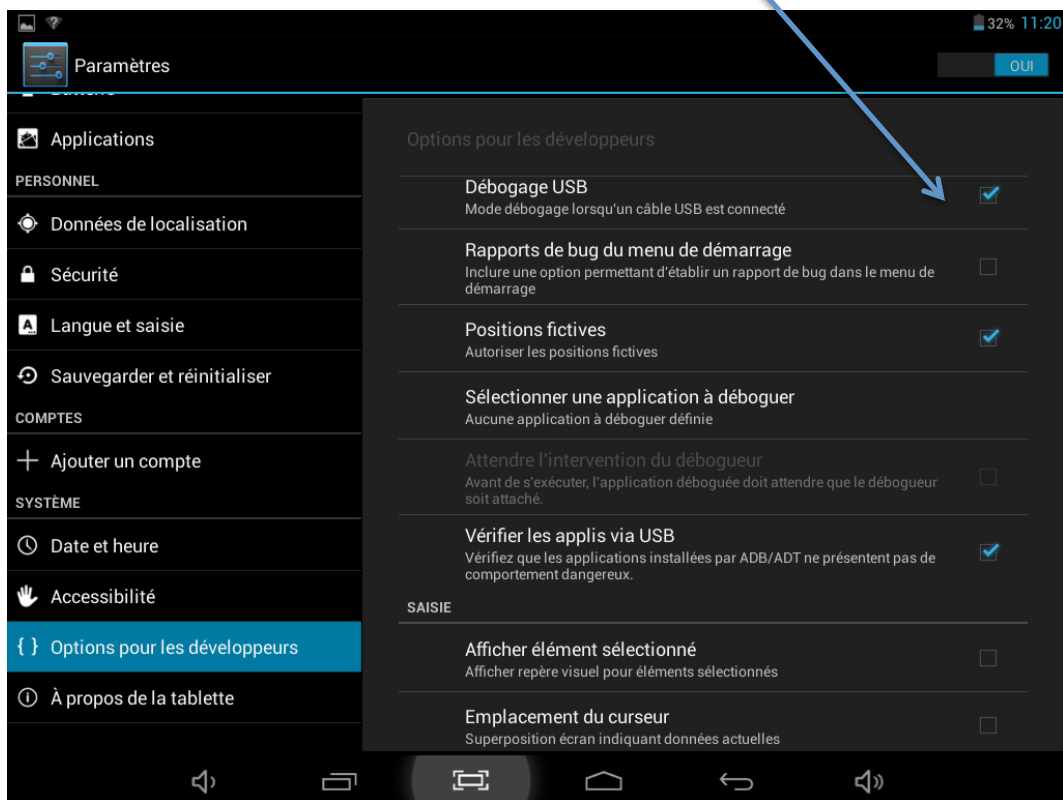 32% 11:20
Paramètres
OUI
Applications
PERSONNEL
Données de localisation
Sécurité
Langue et saisie
Sauvegarder et réinitialiser
COMPTES
Ajouter un compte
SYSTÈME
Date et heure
Accessibilité
{ } Options pour les développeurs
À propos de la tablette
Options pour les développeurs
Débogage USB
Mode débogage lorsqu'un câble USB est connecté
Rapports de bug du menu de démarrage
Inclure une option permettant d'établir un rapport de bug dans le menu de
démarrage
Positions fictives
Autoriser les positions fictives
Sélectionner une application à déboguer
Aucune application à déboguer définie
Attendre l'intervention du débogueur
Avant de s'exécuter, l'application déboguée doit attendre que le débogueur
soit attaché.
Vérifier les applis via USB
Vérifiez que les applications installées par ADB/ADT ne présentent pas de
comportement dangereux.
SAISIE
Afficher élément sélectionné
Afficher repère visuel pour éléments sélectionnés
Emplacement du curseur
Superposition écran indiquant données actuelles